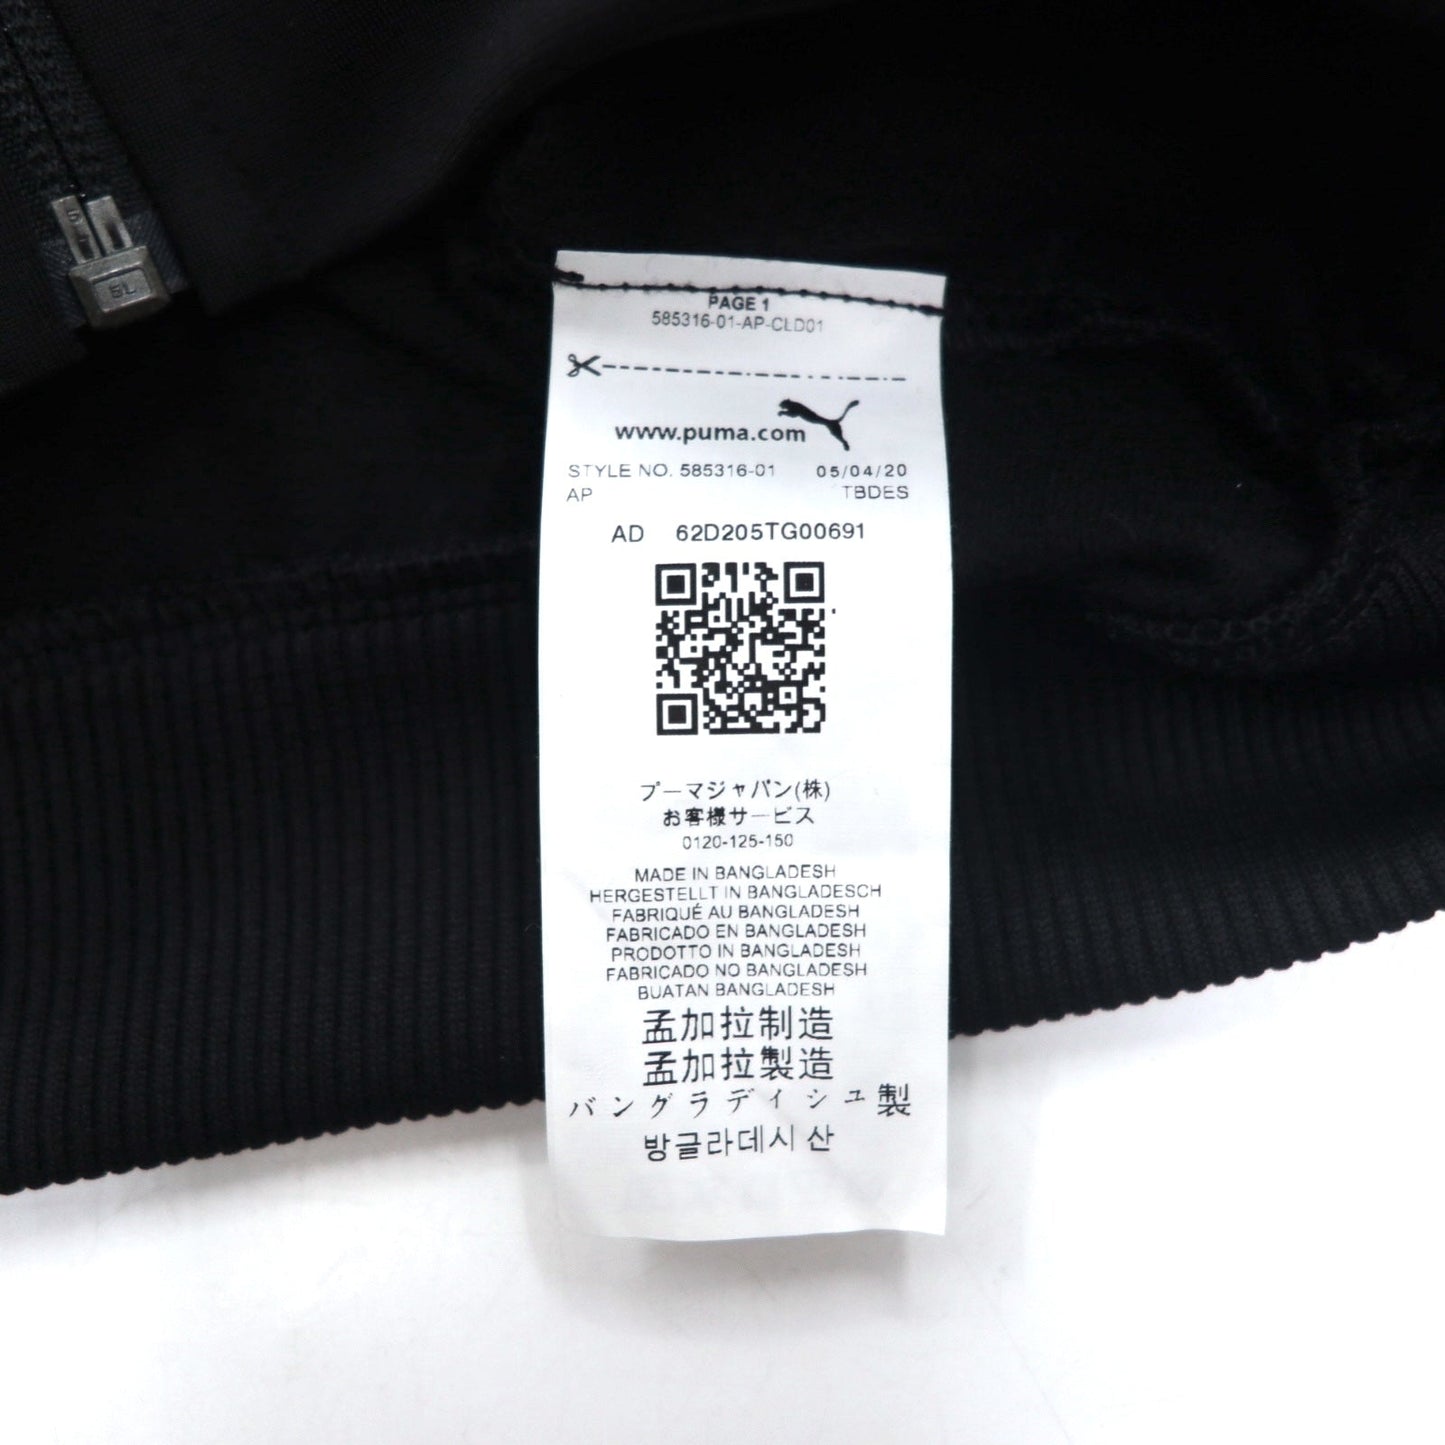 5
5L
PAGE 1
585316-01-AP-CLD01
www.puma.com
STYLE NO. 585316-01 05/04/20
AP TBDES
AD 62D205TG00691
プーマジャパン(株)
お客様サービス
0120-125-150
MADE IN BANGLADESH
HERGESTELLT IN BANGLADESCH
FABRIQUÉ AU BANGLADESH
FABRICADO EN BANGLADESH
PRODOTTO IN BANGLADESH
FABRICADO NO BANGLADESH
BUATAN BANGLADESH
孟加拉制造
孟加拉製造
バングラディシュ製
방글라데시 산